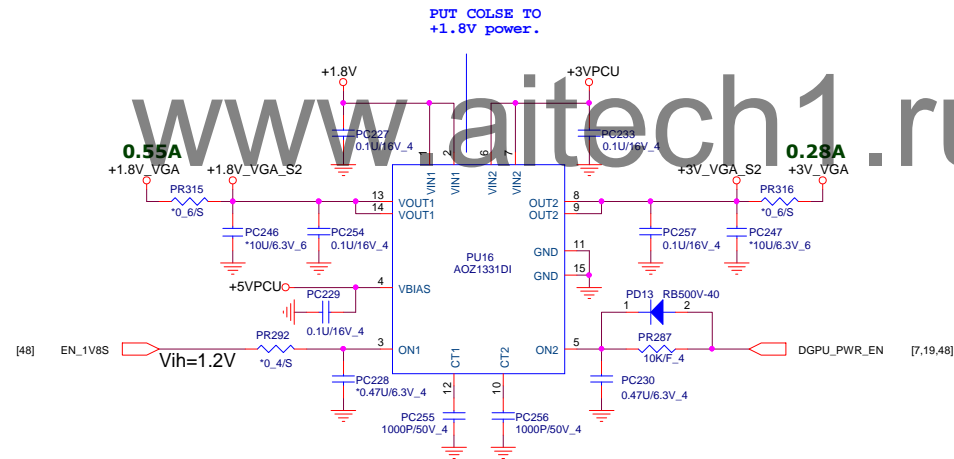 PUT COLSE TO
+1.8V power.
+1.8V
+3VPCU
www.aitech1.ru
PC227
0.1U/16V_4
PC233
0.1U/16V_4
1
2
6
7
VIN1
VIN1
VIN2
VIN2
0.55A
+1.8V_VGA
+1.8V_VGA_S2
PR315
*0_6/S
PC246
*10U/6.3V_6
PC254
0.1U/16V_4
13
14
VOUT1
VOUT1
0.28A
+3V_VGA_S2
+3V_VGA
PR316
*0_6/S
8
9
OUT2
OUT2
PC257
0.1U/16V_4
PC247
*10U/6.3V_6
PU16
AOZ1331DI
GND
11
GND
15
+5VPCU
4
VBIAS
PC229
0.1U/16V_4
PD13
RB500V-40
1
2
[48]
EN_1V8S
Vih=1.2V
PR292
*0_4/S
3
ON1
PC228
*0.47U/6.3V_4
CT1
CT2
12
10
PC255
1000P/50V_4
PC256
1000P/50V_4
ON2
5
PR287
10K/F_4
PC230
0.47U/6.3V_4
DGPU_PWR_EN
[7,19,48]